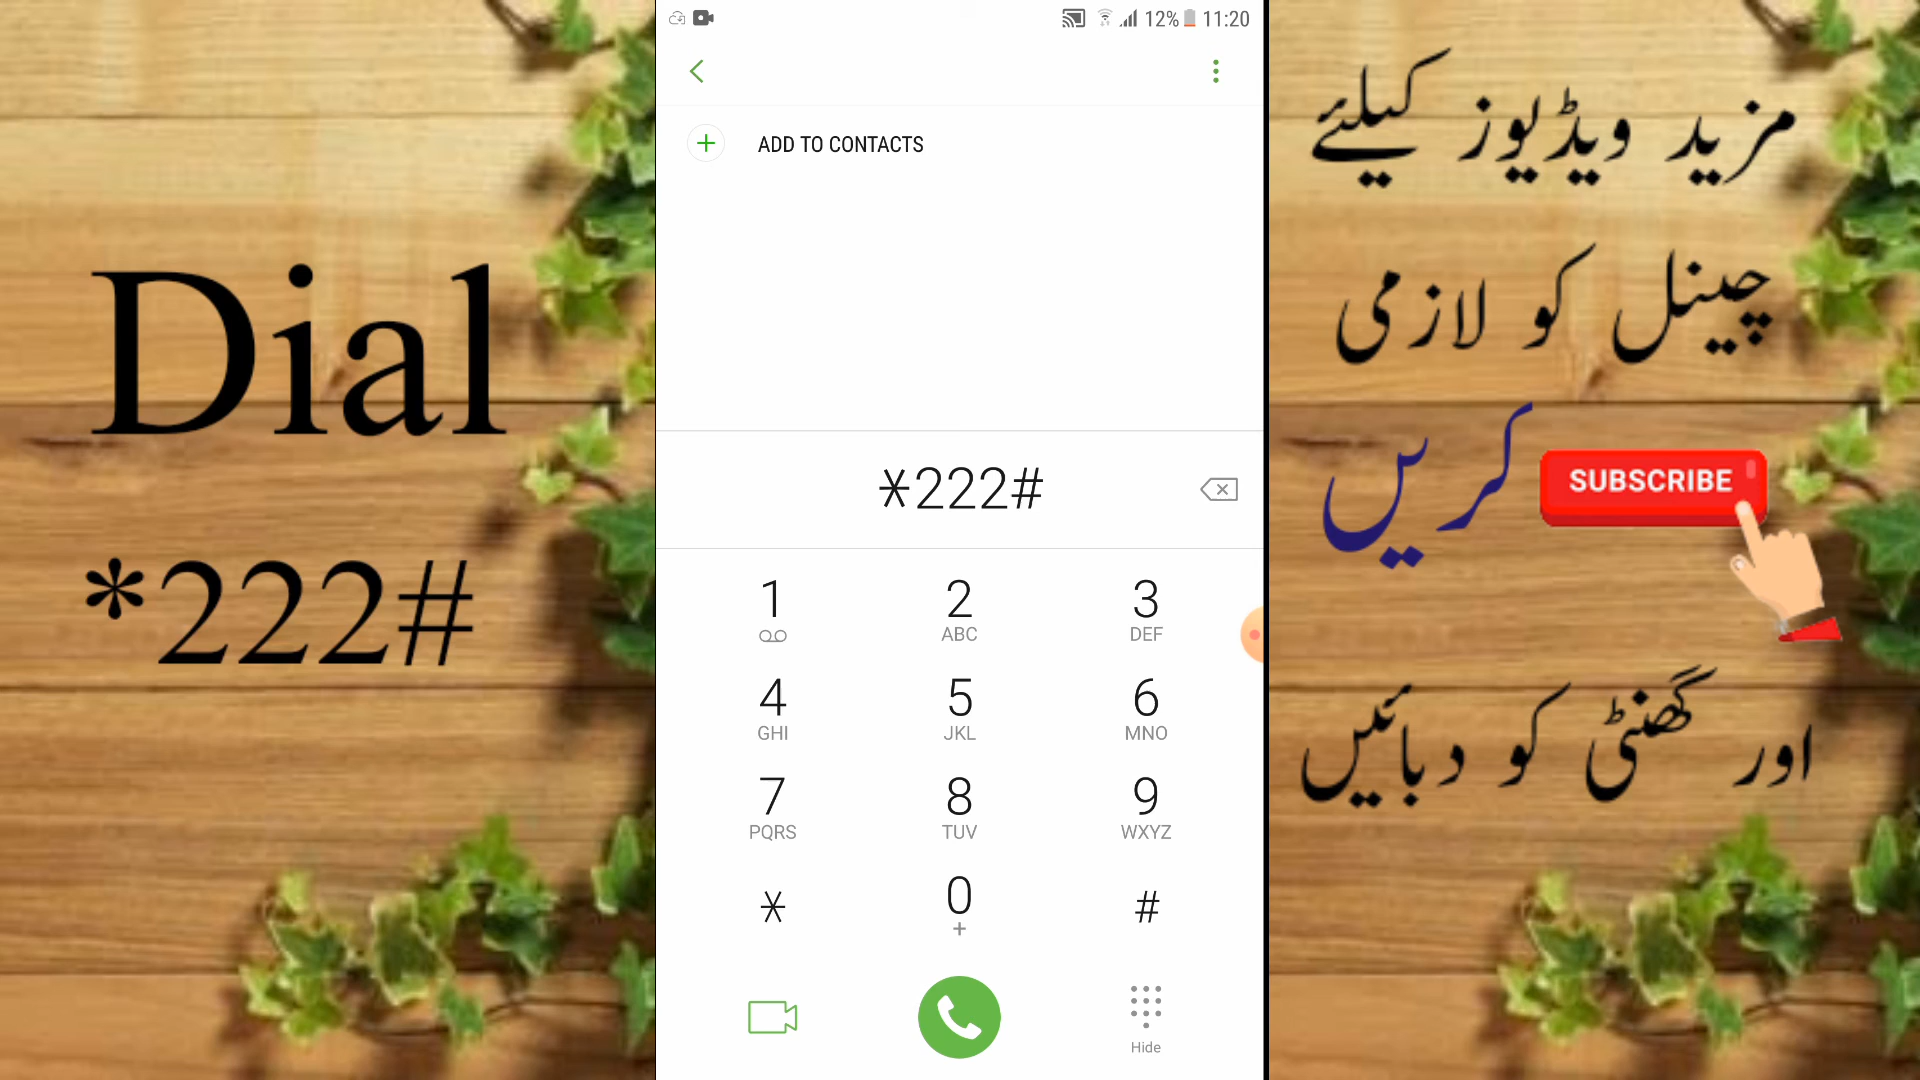 Dial
*222#
12% 11:20
ADD TO CONTACTS
*222#
1
2 ABC
3 DEF
4 GHI
5 JKL
6 MNO
7 PQRS
8 TUV
9 WXYZ
*
0 +
#
Hide
مزید ویڈیوز کیلئے
چینل کو لازمی
SUBSCRIBE کریں
اور گھنٹی کو دبائیں